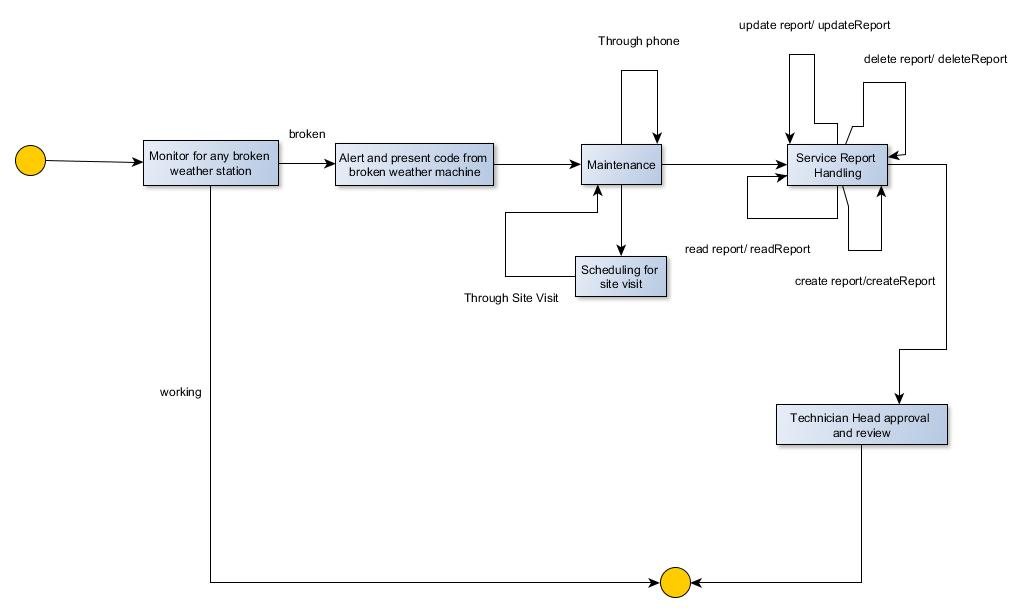 update report/ updateReport
Through phone
delete report/ deleteReport
broken
Monitor for any broken
weather station
Alert and present code from
broken weather machine
Maintenance
Service Report
Handling
read report/ readReport
Scheduling for
site visit
create report/createReport
Through Site Visit
working
Technician Head approval
and review